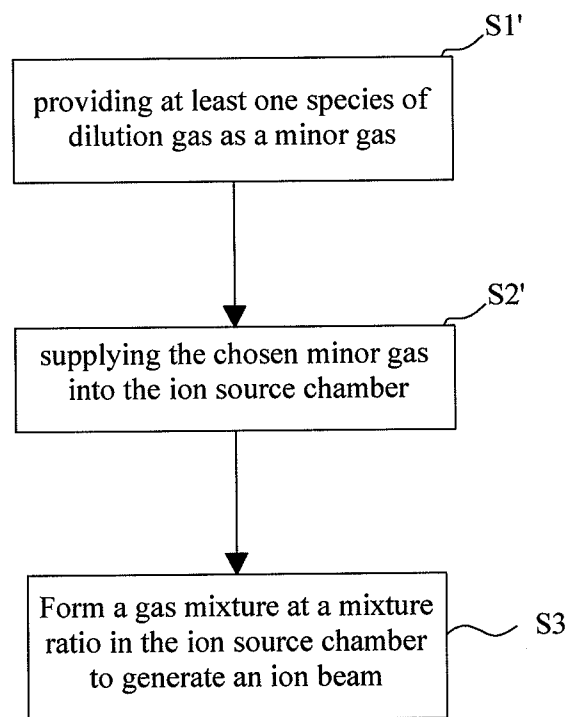 S1'
providing at least one species of
dilution gas as a minor gas
S2'
supplying the chosen minor gas
into the ion source chamber
Form a gas mixture at a mixture
ratio in the ion source chamber
to generate an ion beam
S3